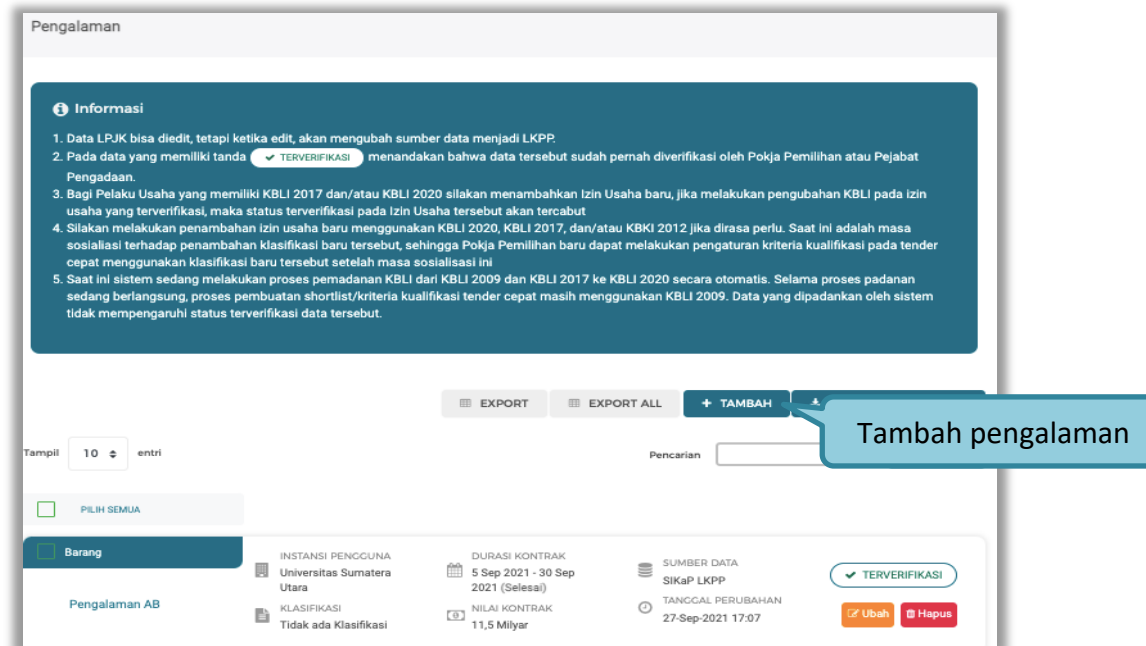 Pengalaman
Informasi
1. Data LPJK bisa diedit, tetapi ketika edit, akan mengubah sumber data menjadi LKPP.
2. Pada data yang memiliki tanda TERVERIFIKASI menandakan bahwa data tersebut sudah pernah diverifikasi oleh Pokja Pemilihan atau Pejabat
Pengadaan.
3. Bagi Pelaku Usaha yang memiliki KBLI 2017 dan/atau KBLI 2020 silakan menambahkan Izin Usaha baru, jika melakukan pengubahan KBLI pada izin
usaha yang terverifikasi, maka status terverifikasi pada Izin Usaha tersebut akan tercabut
4. Silakan melakukan penambahan izin usaha baru menggunakan KBLI 2020, KBLI 2017, dan/atau KBKI 2012 jika dirasa perlu. Saat ini adalah masa
sosialiasi terhadap penambahan klasifikasi baru tersebut, sehingga Pokja Pemilihan baru dapat melakukan pengaturan kriteria kualifikasi pada tender
cepat menggunakan klasifikasi baru tersebut setelah masa sosialisasi ini
5. Saat ini sistem sedang melakukan proses pemadanan KBLI dari KBLI 2009 dan KBLI 2017 ke KBLI 2020 secara otomatis. Selama proses padanan
sedang berlangsung, proses pembuatan shortlist/kriteria kualifikasi tender cepat masih menggunakan KBLI 2009. Data yang dipadankan oleh sistem
tidak mempengaruhi status terverifikasi data tersebut.
EXPORT EXPORT ALL + TAMBAH
Tambah pengalaman
Tampil 10 entri Pencarian
PILIH SEMUA
Barang
Pengalaman AB
INSTANSI PENGGUNA
Universitas Sumatera
Utara
KLASIFIKASI
Tidak ada Klasifikasi
DURASI KONTRAK
5 Sep 2021 - 30 Sep
2021 (Selesai)
NILAI KONTRAK
11,5 Milyar
SUMBER DATA
SIKaP LKPP
TANGGAL PERUBAHAN
27-Sep-2021 17:07
TERVERIFIKASI
Ubah Hapus